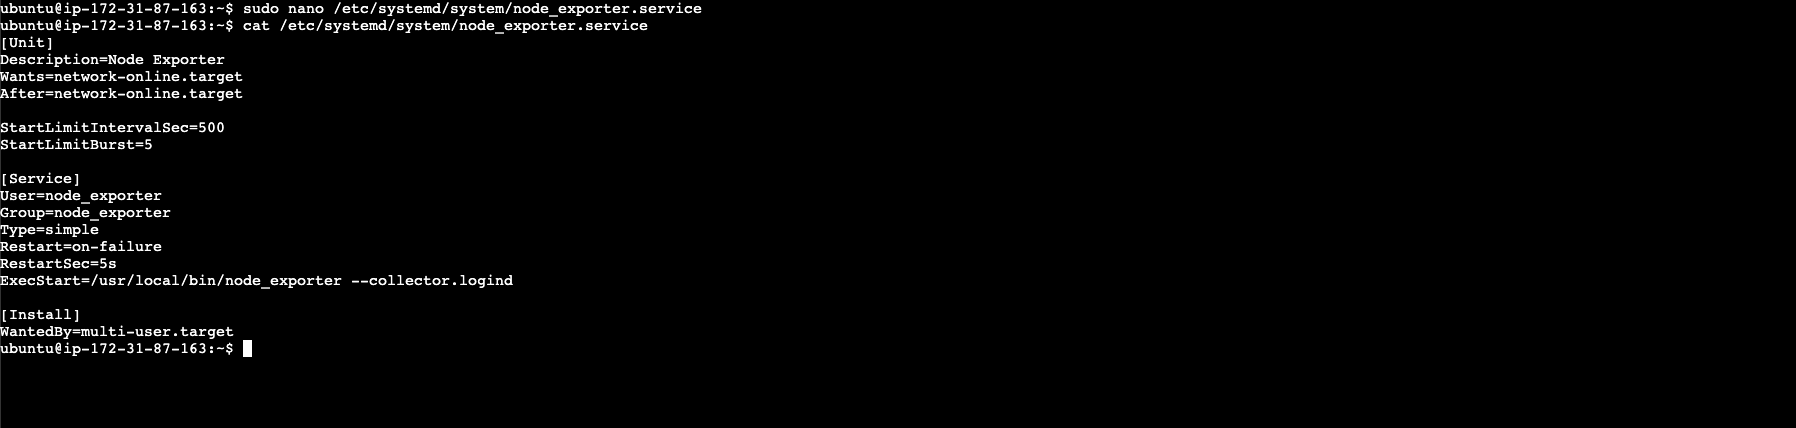 ubuntu@ip-172-31-87-163:~$ sudo nano /etc/systemd/system/node_exporter.service
ubuntu@ip-172-31-87-163:~$ cat /etc/systemd/system/node_exporter.service
[Unit]
Description=Node Exporter
Wants=network-online.target
After=network-online.target
StartLimitIntervalSec=500
StartLimitBurst=5
[Service]
User=node_exporter
Group=node_exporter
Type=simple
Restart=on-failure
RestartSec=5s
ExecStart=/usr/local/bin/node_exporter --collector.logind
[Install]
WantedBy=multi-user.target
ubuntu@ip-172-31-87-163:~$